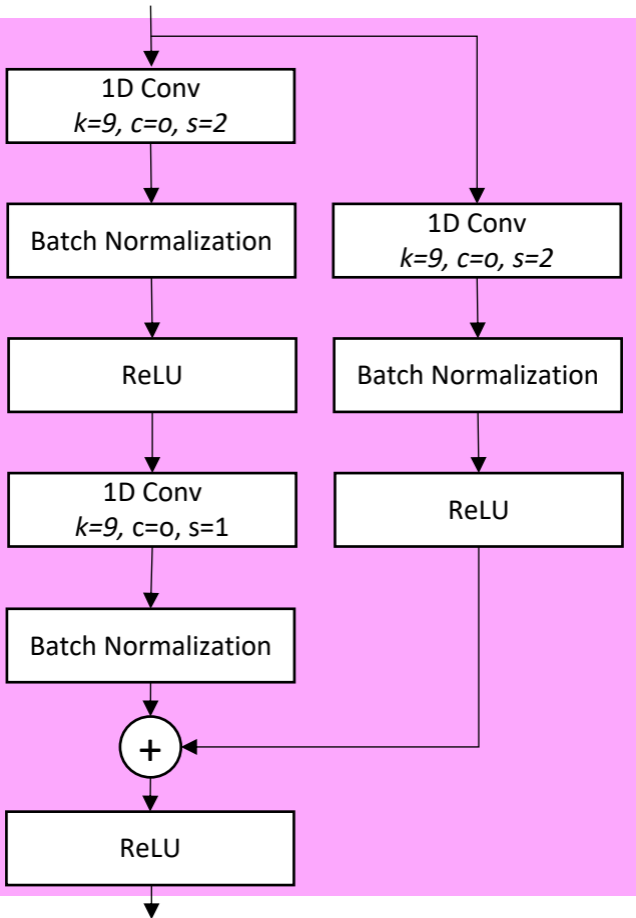 1D Conv
k=9, c=o, s=2
Batch Normalization
ReLU
1D Conv
k=9, c=o, s=1
Batch Normalization
+
ReLU
1D Conv
k=9, c=o, s=2
Batch Normalization
ReLU